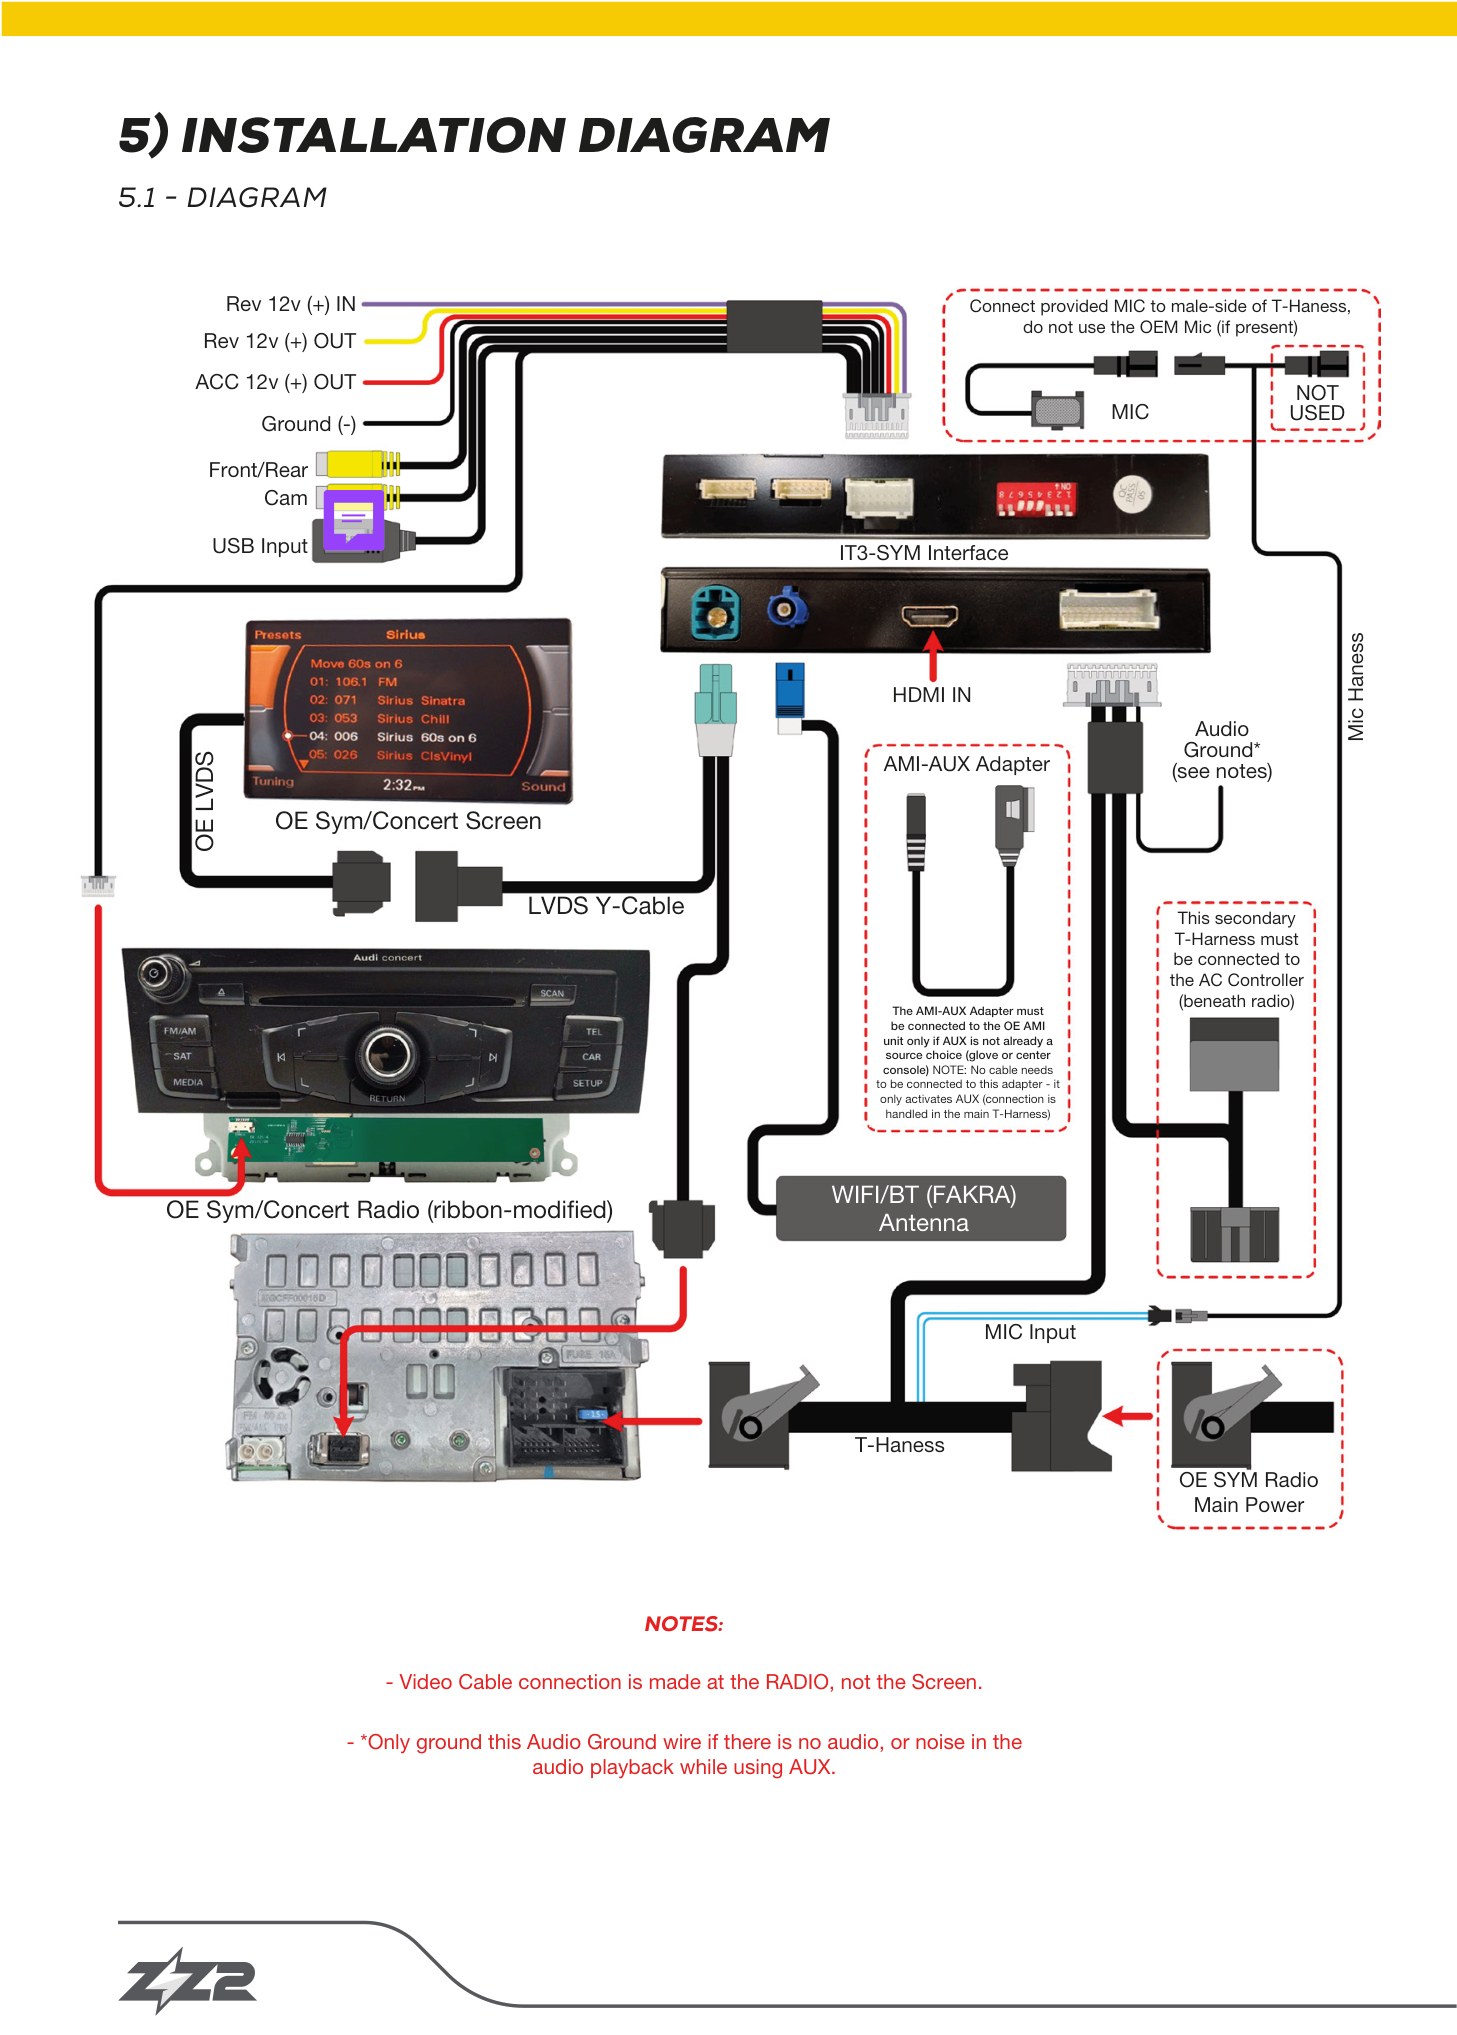 5) INSTALLATION DIAGRAM
5.1 - DIAGRAM
Rev 12v (+) IN
Rev 12v (+) OUT
ACC 12v (+) OUT
Ground (-)
Front/Rear
Cam
USB Input
Connect provided MIC to male-side of T-Haness,
do not use the OEM Mic (if present)
MIC
NOT
USED
IT3-SYM Interface
HDMI IN
Mic Haness
Audio
Ground*
(see notes)
Presets
Sirius
Move 60s on 6
01: 106.1 FM
02: 071 Sirius Sinatra
03: 053 Sirius Chill
04: 006 Sirius 60s on 6
05: 026 Sirius ClsVinyl
Tuning
2:32PM
Sound
OE LVDS
OE Sym/Concert Screen
LVDS Y-Cable
AMI-AUX Adapter
The AMI-AUX Adapter must
be connected to the OE AMI
unit only if AUX is not already a
source choice (glove or center
console) NOTE: No cable needs
to be connected to this adapter - it
only activates AUX (connection is
handled in the main T-Harness)
This secondary
T-Harness must
be connected to
the AC Controller
(beneath radio)
Audi concert
SCAN
FM/AM
SAT
MEDIA
TEL
CAR
SETUP
RETURN
OE Sym/Concert Radio (ribbon-modified)
WIFI/BT (FAKRA)
Antenna
MIC Input
T-Haness
OE SYM Radio
Main Power
NOTES:
- Video Cable connection is made at the RADIO, not the Screen.
- *Only ground this Audio Ground wire if there is no audio, or noise in the
audio playback while using AUX.
ZZ2